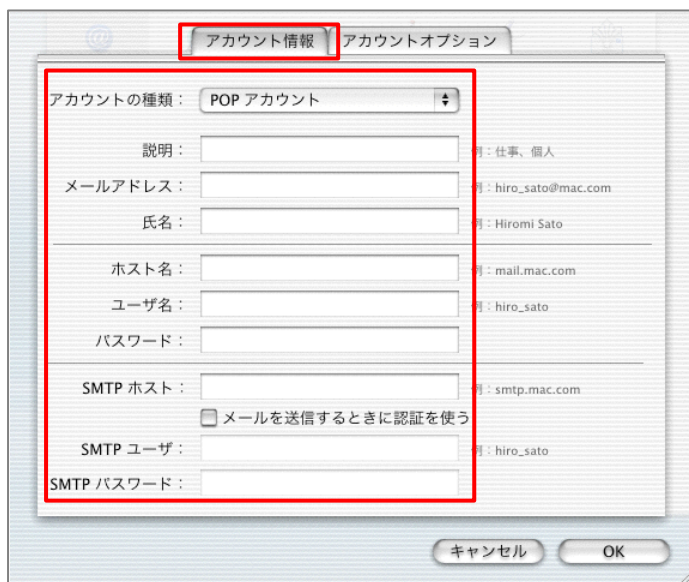 アカウント情報 アカウントオプション
アカウントの種類： POP アカウント
説明： 例：仕事、個人
メールアドレス： 例：hiro_sato@mac.com
氏名： 例：Hiromi Sato
ホスト名： 例：mail.mac.com
ユーザ名： 例：hiro_sato
パスワード：
SMTP ホスト： 例：smtp.mac.com
メールを送信するときに認証を使う
SMTP ユーザ： 例：hiro_sato
SMTP パスワード：
キャンセル OK